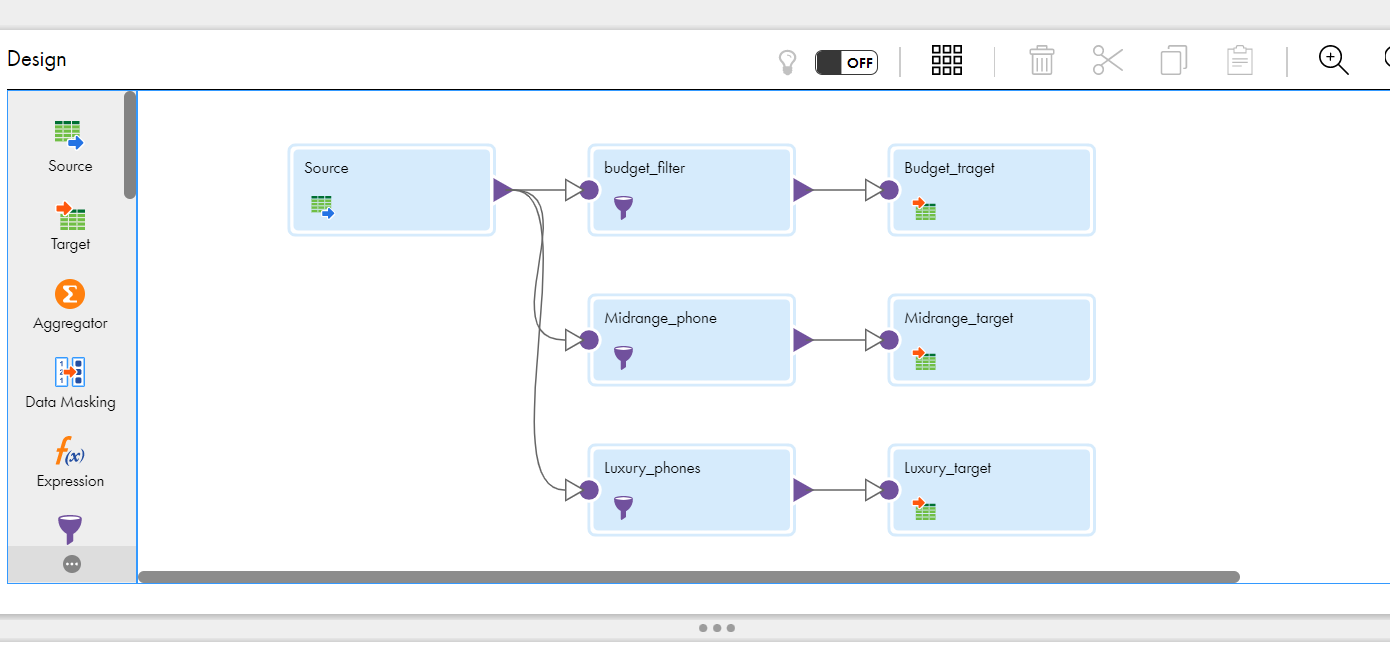 Design
OFF
Source
Target
Aggregator
Data Masking
Expression
Source
budget_filter
Budget_traget
Midrange_phone
Midrange_target
Luxury_phones
Luxury_target